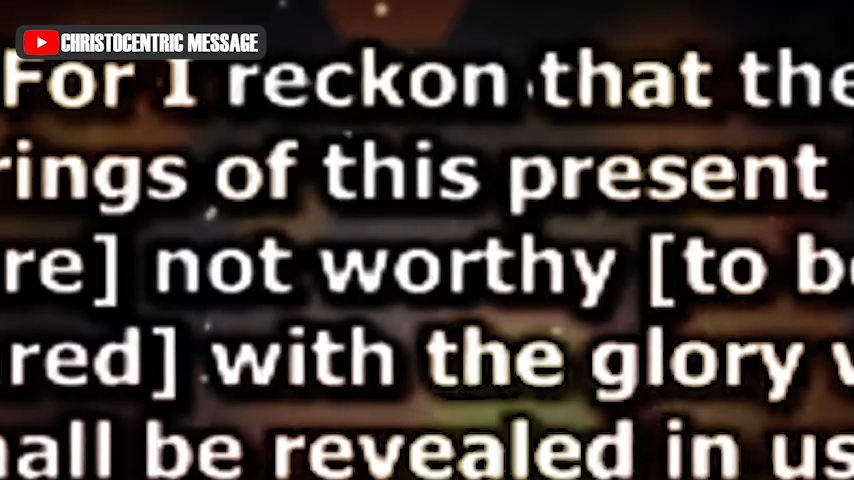 CHRISTOCENTRIC MESSAGE
For I reckon that the
rings of this present
re] not worthy [to be
red] with the glory
hall be revealed in us